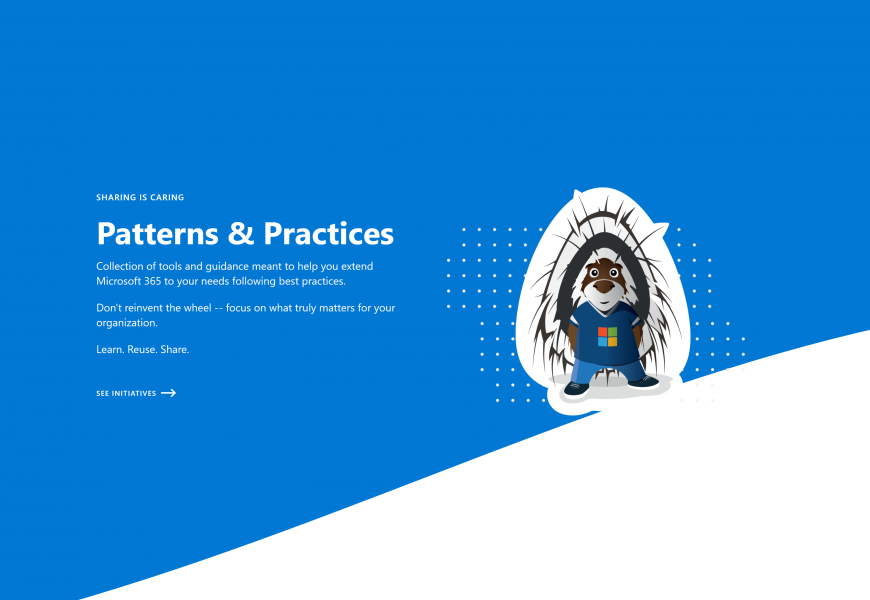 SHARING IS CARING
Patterns & Practices
Collection of tools and guidance meant to help you extend
Microsoft 365 to your needs following best practices.
Don't reinvent the wheel -- focus on what truly matters for your
organization.
Learn. Reuse. Share.
SEE INITIATIVES